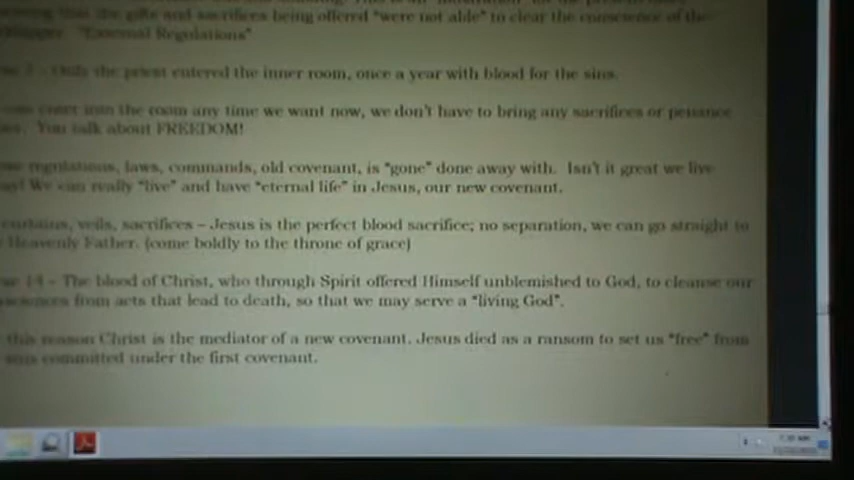 that the gifts and sacrifices being offered "were not able" to clear the conscience of the
"External Regulations"
7 - Only the priest entered the inner room, once a year with blood for the sins.
enter into the room any time we want now, we don't have to bring any sacrifices or penance
You talk about FREEDOM!
regulations, laws, commands, old covenant, is "gone" done away with. Isn't it great we live
We can really "live" and have "eternal life" in Jesus, our new covenant.
curtains, veils, sacrifices – Jesus is the perfect blood sacrifice; no separation, we can go straight to
Heavenly Father. (come boldly to the throne of grace)
14 – The blood of Christ, who through Spirit offered Himself unblemished to God, to cleanse our
from acts that lead to death, so that we may serve a "living God".
this reason Christ is the mediator of a new covenant. Jesus died as a ransom to set us "free" from
sins committed under the first covenant.